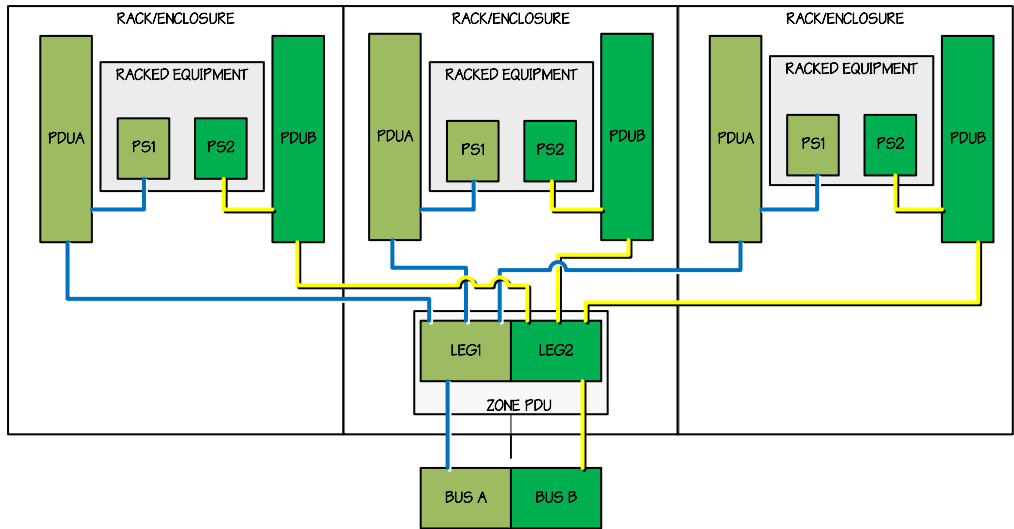 RACK/ENCLOSURE
RACKED EQUIPMENT
PDUA
PS1
PS2
PDUB
RACK/ENCLOSURE
RACKED EQUIPMENT
PDUA
PS1
PS2
PDUB
RACK/ENCLOSURE
RACKED EQUIPMENT
PDUA
PS1
PS2
PDUB
LEG1
LEG2
ZONE PDU
BUS A
BUS B